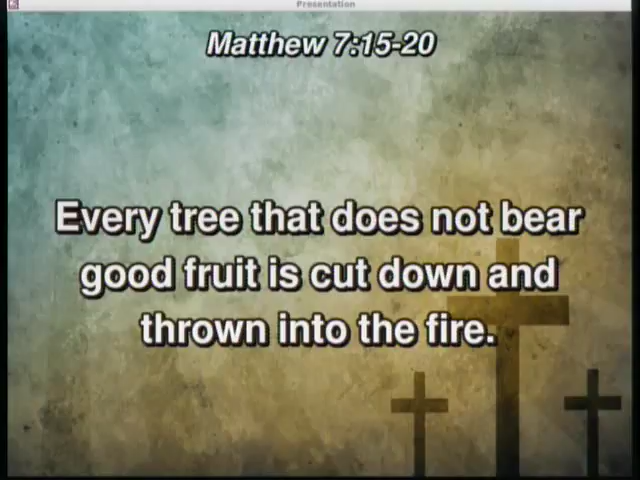 Presentation
Matthew 7:15-20
Every tree that does not bear
good fruit is cut down and
thrown into the fire.